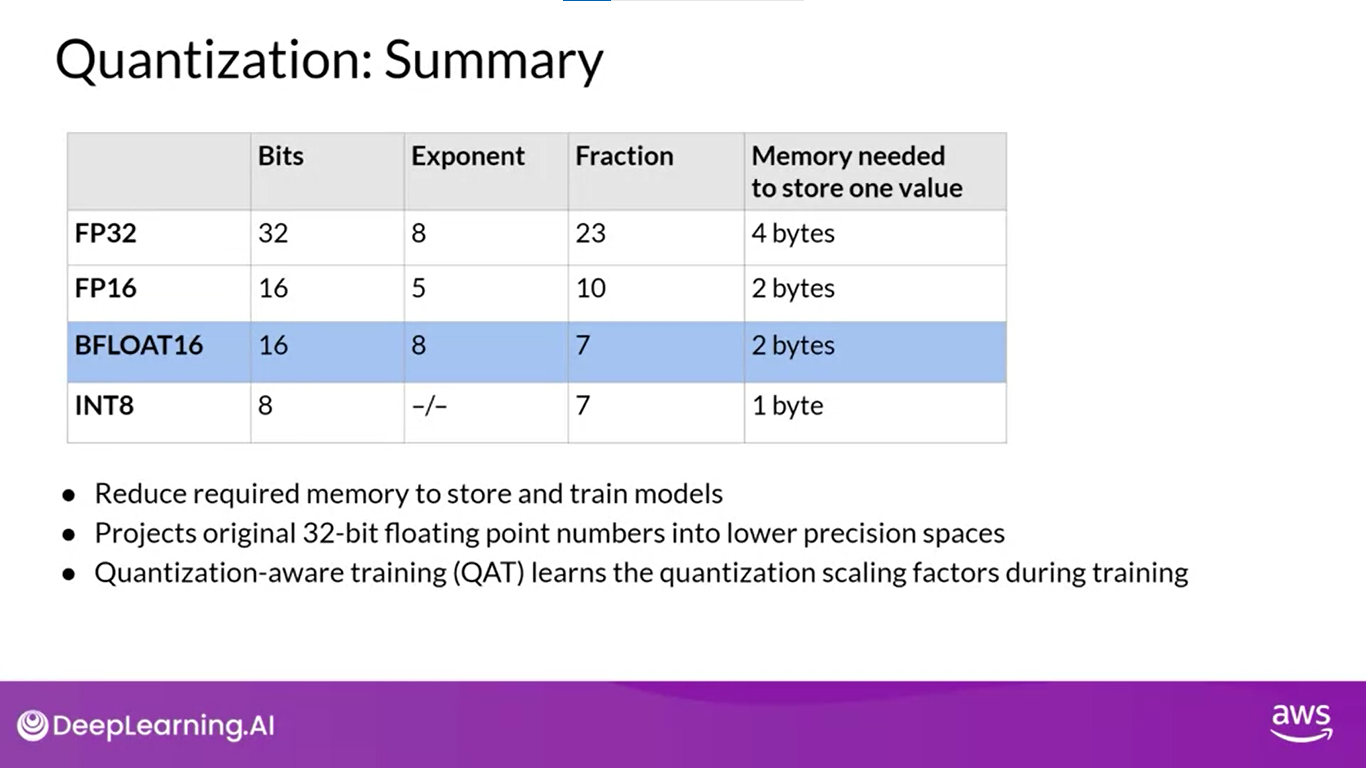 Quantization: Summary
Bits Exponent Fraction Memory needed
to store one value
FP32 32 8 23 4 bytes
FP16 16 5 10 2 bytes
BFLOAT16 16 8 7 2 bytes
INT8 8 –/– 7 1 byte
● Reduce required memory to store and train models
● Projects original 32-bit floating point numbers into lower precision spaces
● Quantization-aware training (QAT) learns the quantization scaling factors during training
DeepLearning.AI
aws